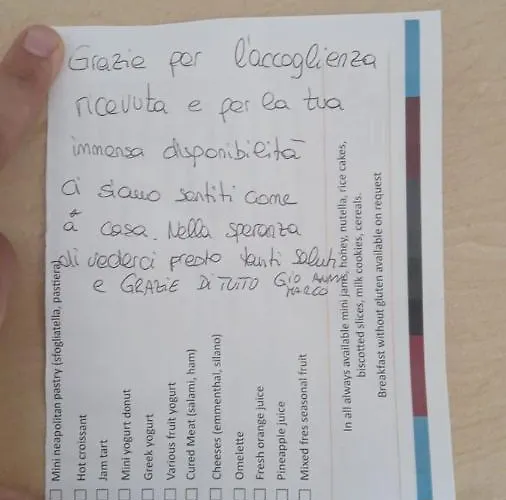 Grazie per l'accoglienza
ricevuta e per la tua
immensa disponibilità
ci siamo sentiti come
a casa. Nella speranza
di vederci presto tanti saluti
e GRAZIE DI TUTTO GIO
MARCO
Mini neapolitan pastry (sfogliatella, pastiera)
Hot croissant
Jam tart
Mini yogurt donut
Greek yogurt
Various fruit yogurt
Cured Meat (salami, ham)
Cheeses (emmenthal, silano)
Omelette
Fresh orange juice
Pineapple juice
Mixed fres seasonal fruit
In all always available mini jams, honey, nutella, rice cakes,
biscotted slices, milk cookies, cereals.
Breakfast without gluten available on request